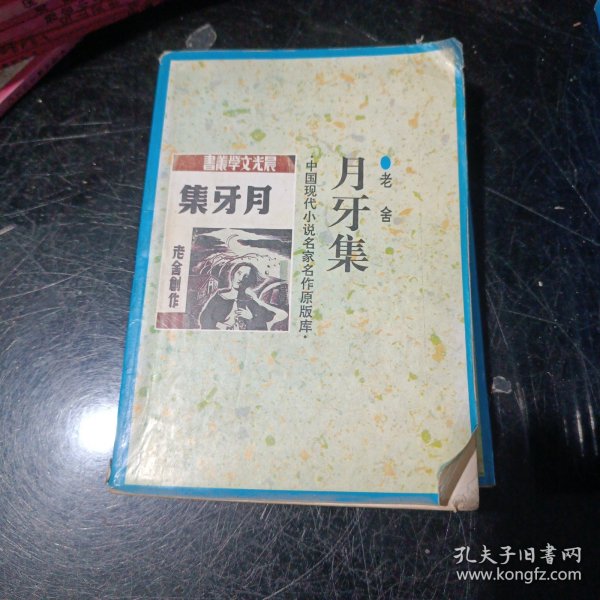 老舍
月牙集
·中国现代小说名家名作原版库·
晨光文學叢書
月牙集
老舍創作
孔夫子旧书网
www.kongfz.com